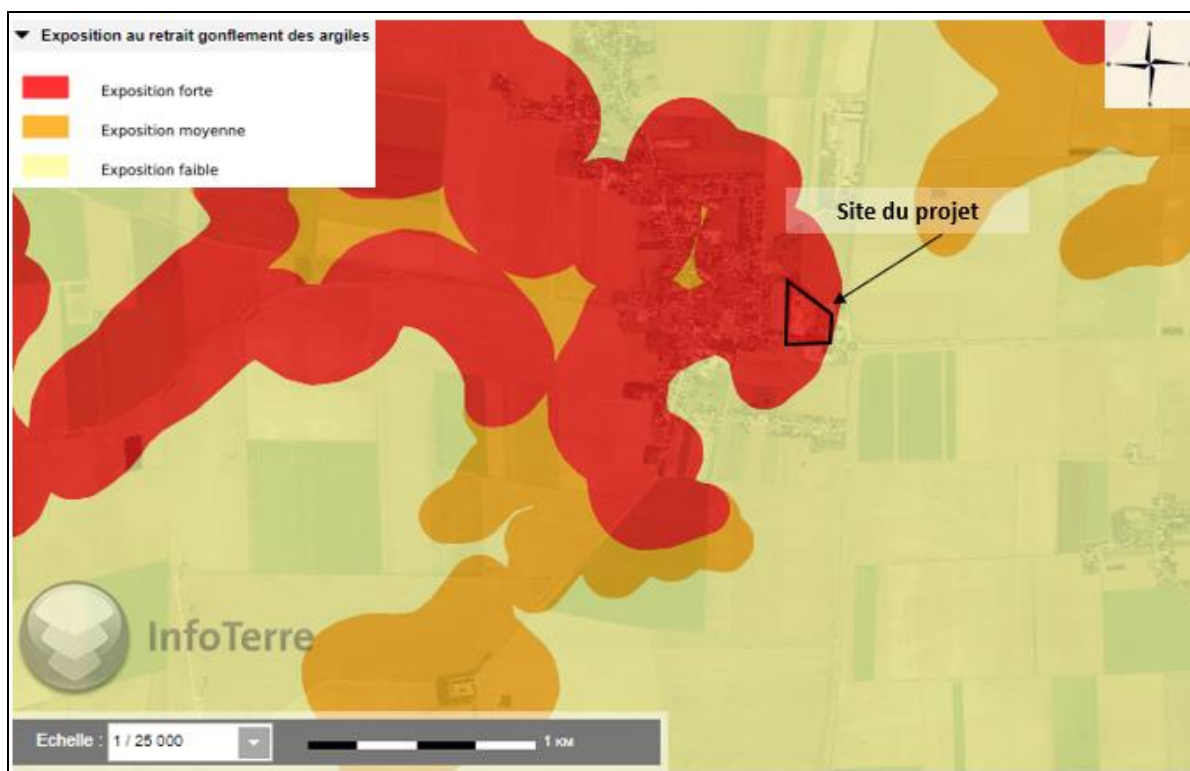 Exposition au retrait gonflement des argiles
Exposition forte
Exposition moyenne
Exposition faible
Site du projet
InfoTerre
Echelle : 1 / 25 000
1 KM